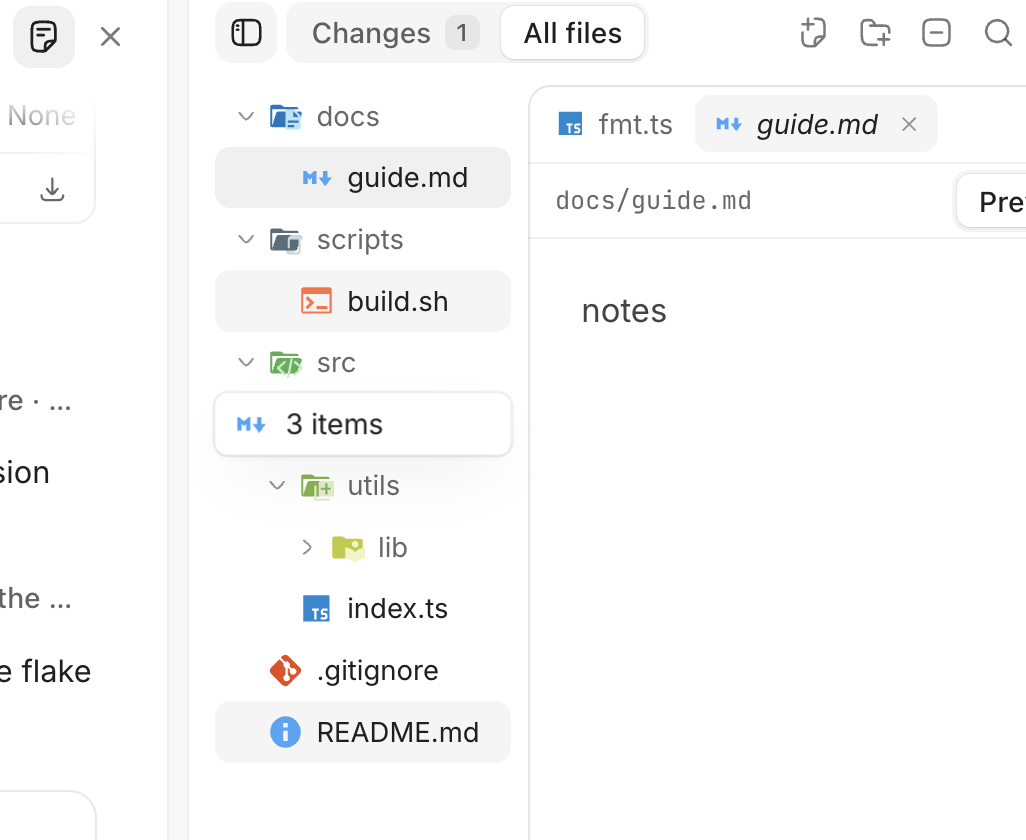 Changes 1 All files
None
docs
fmt.ts guide.md
guide.md
docs/guide.md
Pre
scripts
build.sh
notes
src
re · ...
3 items
sion
utils
lib
the ...
index.ts
e flake
.gitignore
README.md